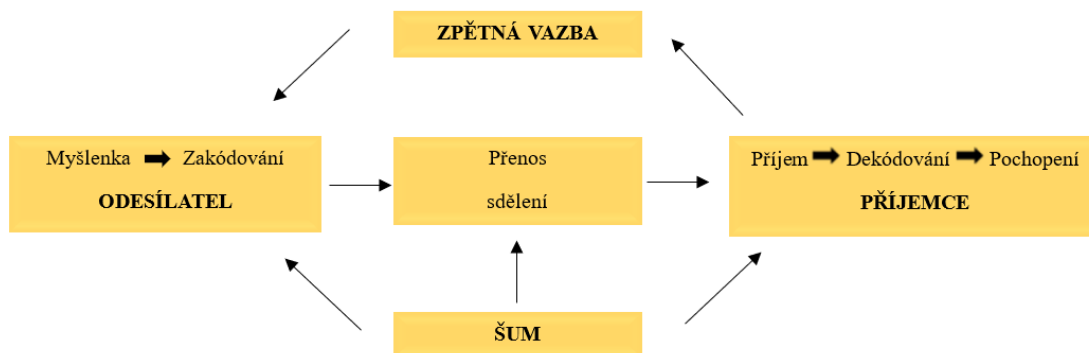 ZPĚTNÁ VAZBA
Myšlenka Zakódování
ODESÍLATEL
Přenos
sdělení
Příjem Dekódování Pochopení
PŘÍJEMCE
ŠUM